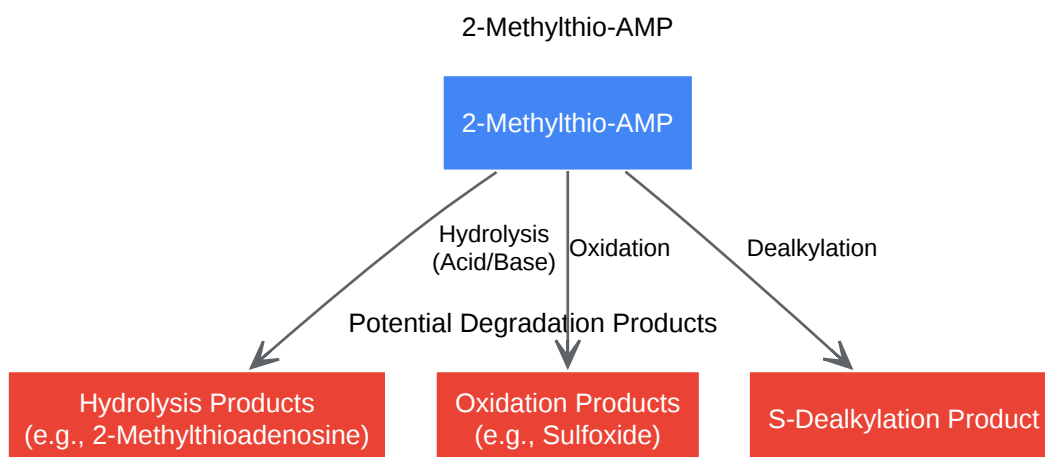 2-Methylthio-AMP
2-Methylthio-AMP
Hydrolysis
(Acid/Base)
Oxidation
Dealkylation
Potential Degradation Products
Hydrolysis Products
(e.g., 2-Methylthioadenosine)
Oxidation Products
(e.g., Sulfoxide)
S-Dealkylation Product